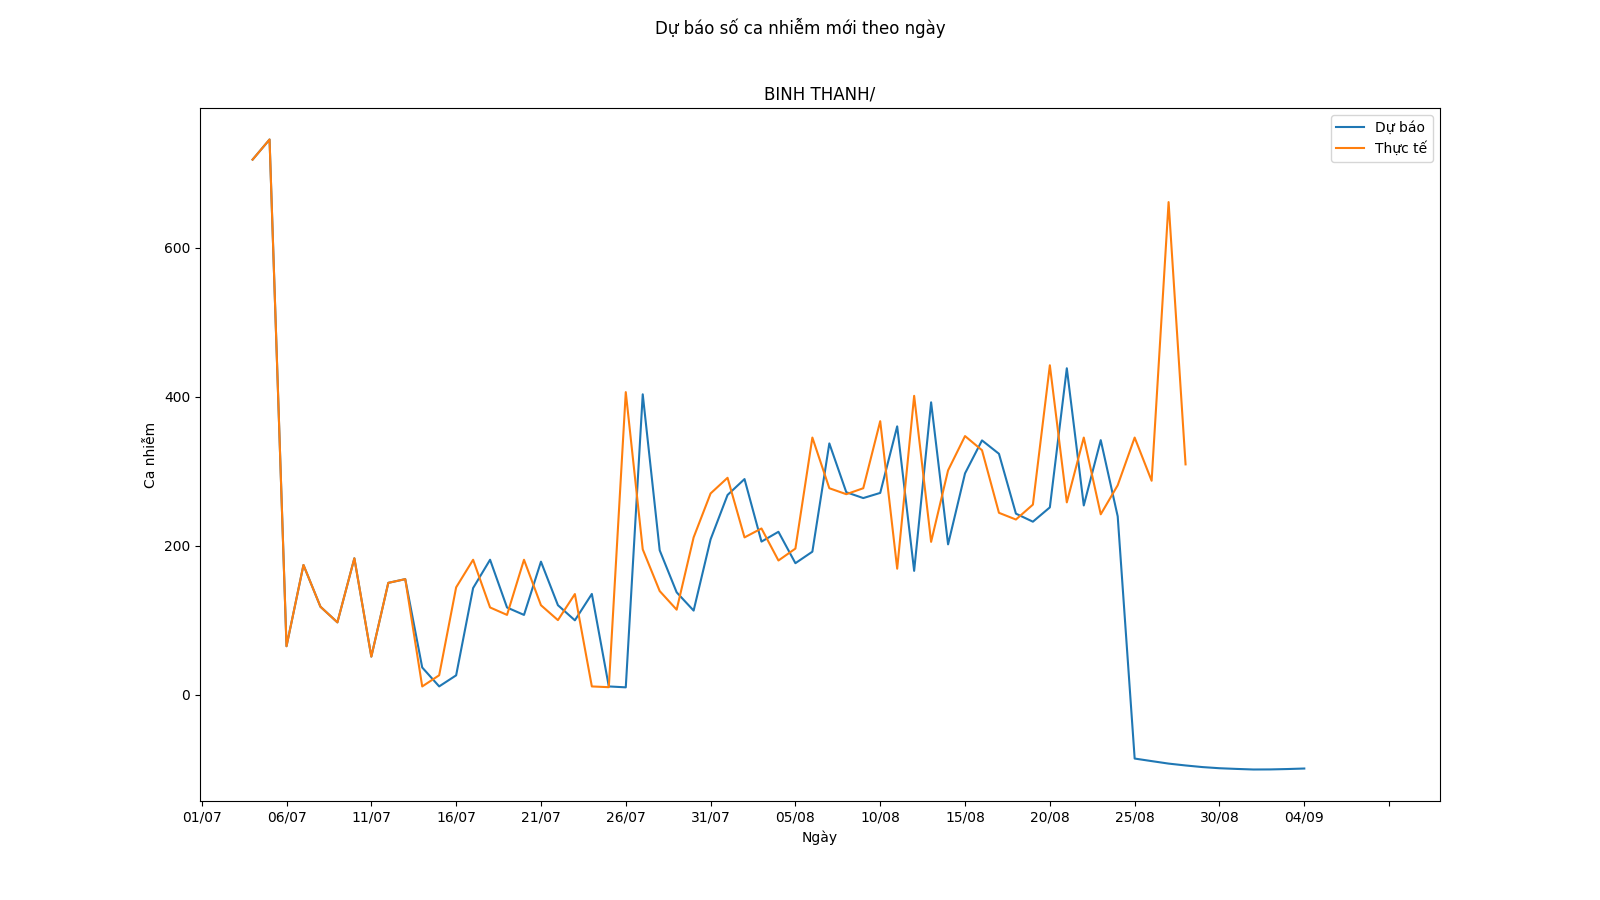 Dự báo số ca nhiễm mới theo ngày
BINH THANH/
Dự báo
Thực tế
Ca nhiễm
600
400
200
0
01/07 06/07 11/07 16/07 21/07 26/07 31/07 05/08 10/08 15/08 20/08 25/08 30/08 04/09
Ngày